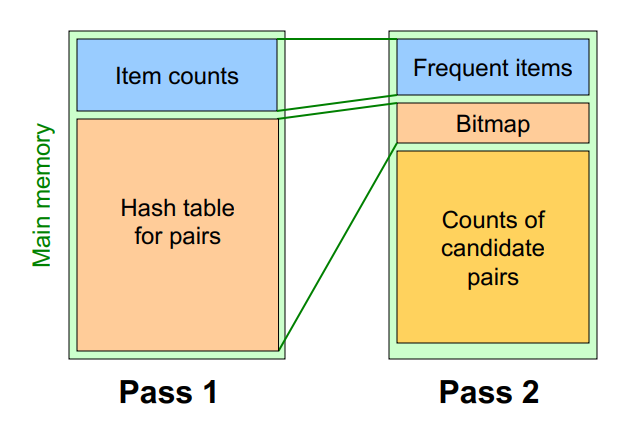 Main memory
Item counts
Hash table
for pairs
Pass 1
Frequent items
Bitmap
Counts of
candidate
pairs
Pass 2